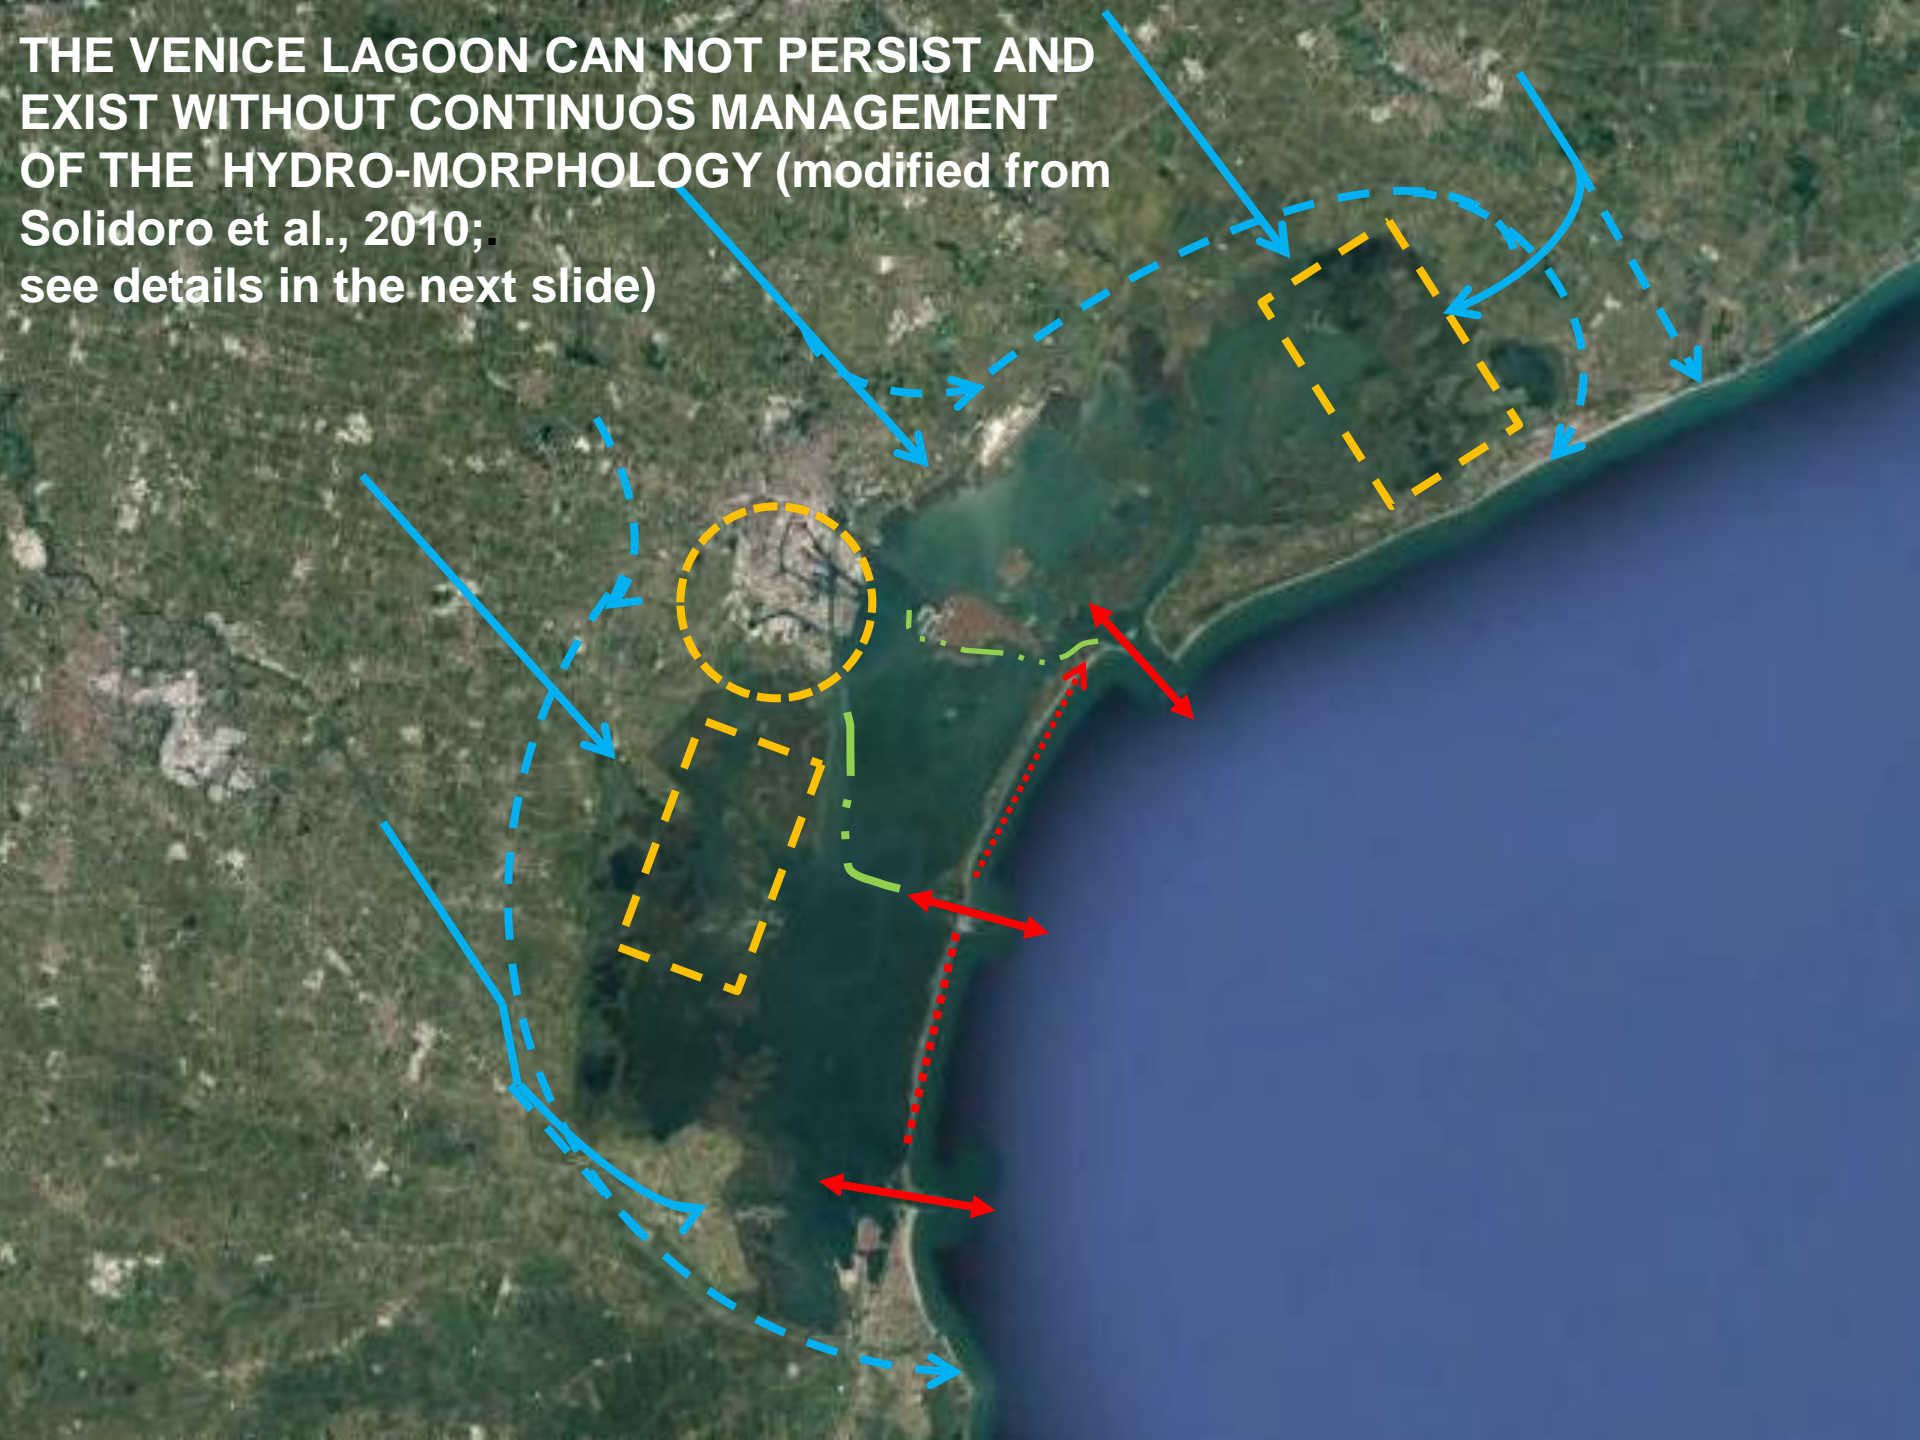 THE VENICE LAGOON CAN NOT PERSIST AND
EXIST WITHOUT CONTINUOS MANAGEMENT
OF THE  HYDRO-MORPHOLOGY (modified from
Solidoro et al., 2010;.
see details in the next slide)